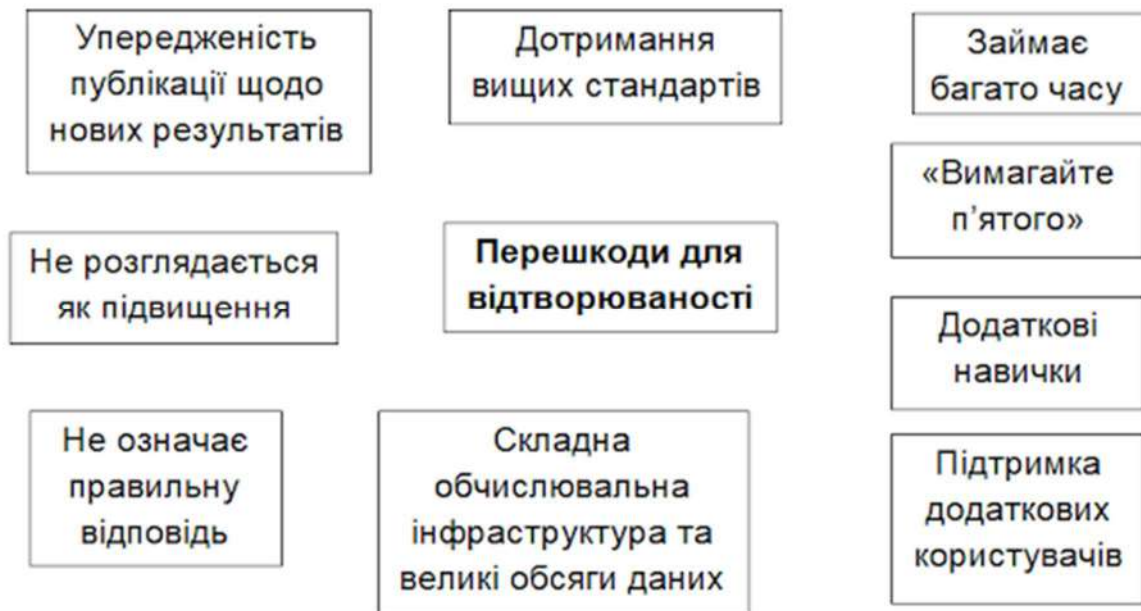 Упередженість
публікації щодо
нових результатів
Дотримання
вищих стандартів
Займає
багато часу
«Вимагайте
п’ятого»
Не розглядається
як підвищення
Перешкоди для
відтворюваності
Додаткові
навички
Не означає
правильну
відповідь
Складна
обчислювальна
інфраструктура та
великі обсяги даних
Підтримка
додаткових
користувачів